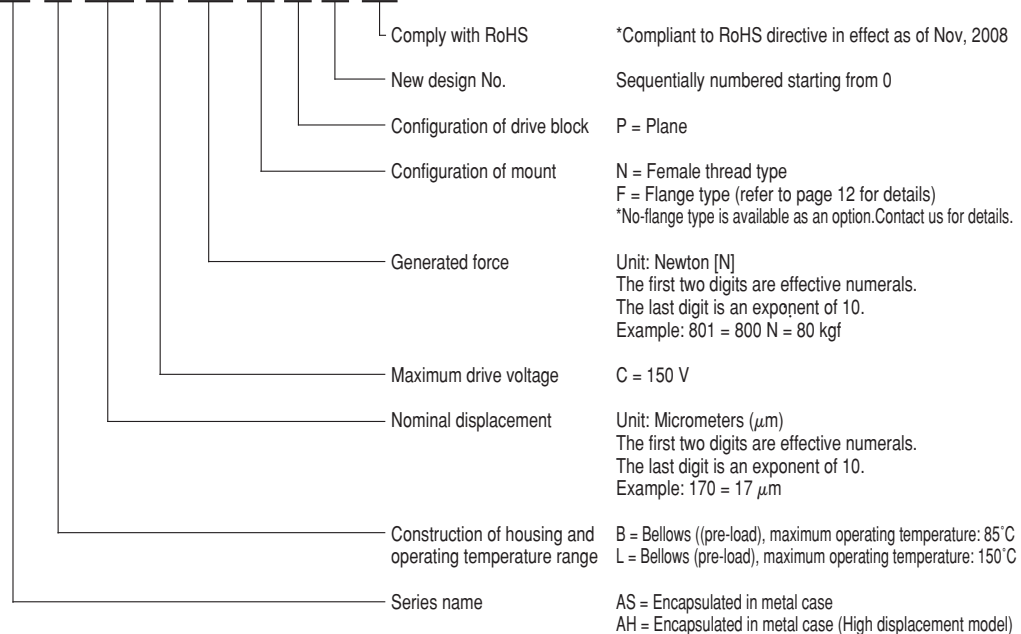 Comply with RoHS *Compliant to RoHS directive in effect as of Nov, 2008
New design No. Sequentially numbered starting from 0
Configuration of drive block P = Plane
Configuration of mount N = Female thread type
F = Flange type (refer to page 12 for details)
*No-flange type is available as an option.Contact us for details.
Generated force Unit: Newton [N]
The first two digits are effective numerals.
The last digit is an exponent of 10.
Example: 801 = 800 N = 80 kgf
Maximum drive voltage C = 150 V
Nominal displacement Unit: Micrometers (μm)
The first two digits are effective numerals.
The last digit is an exponent of 10.
Example: 170 = 17 μm
Construction of housing and B = Bellows ((pre-load), maximum operating temperature: 85˚C
operating temperature range L = Bellows (pre-load), maximum operating temperature: 150˚C
Series name AS = Encapsulated in metal case
AH = Encapsulated in metal case (High displacement model)